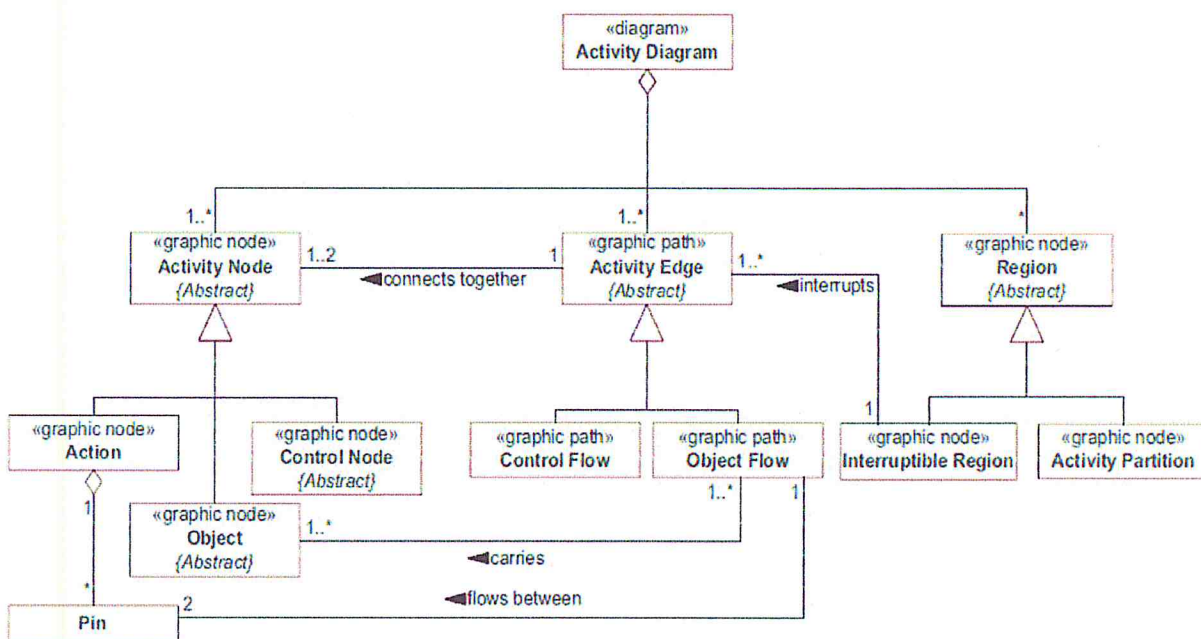 «diagram»
Activity Diagram
1..*
1..*
*
«graphic node»
Activity Node
{Abstract}
1..2
1
connects together
«graphic path»
Activity Edge
{Abstract}
1..*
interrupts
«graphic node»
Region
{Abstract}
«graphic node»
Action
«graphic node»
Control Node
{Abstract}
«graphic path»
Control Flow
«graphic path»
Object Flow
1
«graphic node»
Interruptible Region
«graphic node»
Activity Partition
1
1..*
1
«graphic node»
Object
{Abstract}
1..*
carries
*
2
flows between
Pin